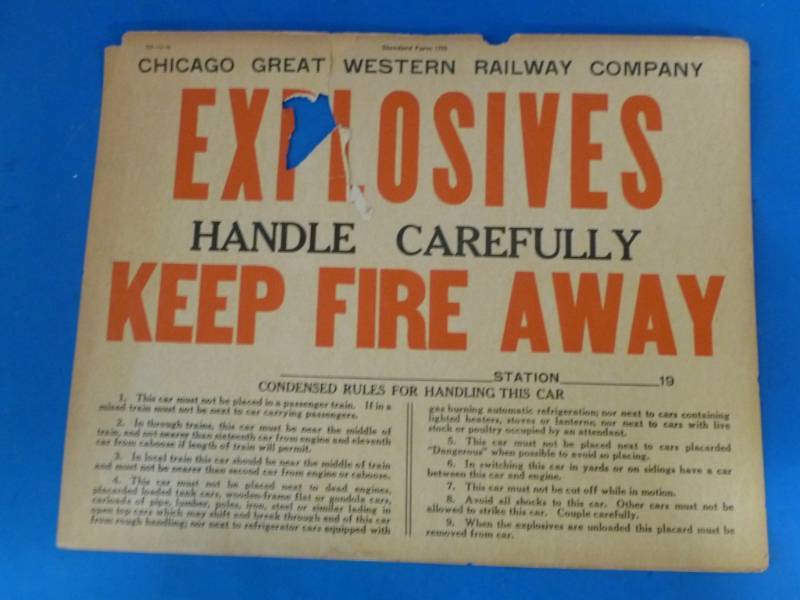 Standard Form 1716
CHICAGO GREAT WESTERN RAILWAY COMPANY
EXPLOSIVES
HANDLE CAREFULLY
KEEP FIRE AWAY
STATION 19
CONDENSED RULES FOR HANDLING THIS CAR
1. This car must not be placed in a passenger train. If in a
mixed train must not be next to car carrying passengers.
2. In through trains, this car must be near the middle of
train, and not nearer than sixteenth car from engine and eleventh
car from caboose if length of train will permit.
3. In local train this car should be near the middle of train
and must not be nearer than second car from engine or caboose.
4. This car must not be placed next to dead engines,
placarded loaded tank cars, wooden-frame flat or gondola cars,
carloads of pipe, lumber, poles, iron, steel or similar lading in
open top cars which may shift and break through end of this car
from rough handling; nor next to refrigerator cars equipped with
gas burning automatic refrigeration; nor next to cars containing
lighted heaters, stoves or lanterns; nor next to cars with live
stock or poultry occupied by an attendant.
5. This car must not be placed next to cars placarded
"Dangerous" when possible to avoid so placing.
6. In switching this car in yards or on sidings have a car
between this car and engine.
7. This car must not be cut off while in motion.
8. Avoid all shocks to this car. Other cars must not be
allowed to strike this car. Couple carefully.
9. When the explosives are unloaded this placard must be
removed from car.